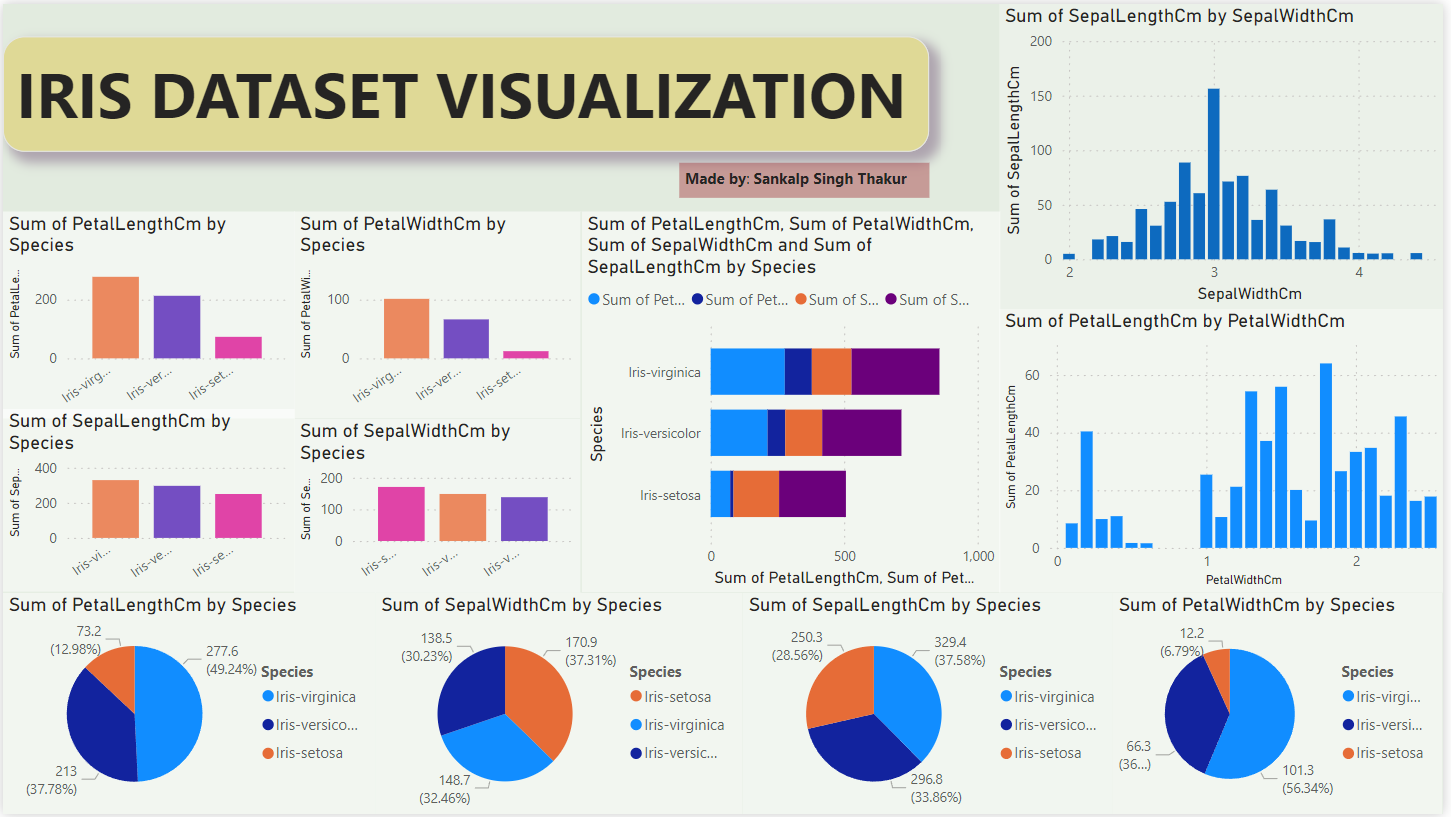 IRIS DATASET VISUALIZATION
Made by: Sankalp Singh Thakur
Sum of SepalLengthCm by SepalWidthCm
Sum of SepalLengthCm
200
150
100
50
0
2
3
4
SepalWidthCm
Sum of PetalLengthCm by
Species
Sum of PetalLe...
200
0
Iris-virg...
Iris-ver...
Iris-set...
Sum of PetalWidthCm by
Species
Sum of PetalWi...
100
0
Iris-virg...
Iris-ver...
Iris-set...
Sum of PetalLengthCm, Sum of PetalWidthCm,
Sum of SepalWidthCm and Sum of
SepalLengthCm by Species
Sum of Pet... Sum of Pet... Sum of S... Sum of S...
Species
Iris-virginica
Iris-versicolor
Iris-setosa
0
500
1,000
Sum of PetalLengthCm, Sum of Pet...
Sum of PetalLengthCm by PetalWidthCm
Sum of PetalLengthCm
60
40
20
0
0
1
2
PetalWidthCm
Sum of SepalLengthCm by
Species
Sum of Sep...
400
200
0
Iris-vi...
Iris-ve...
Iris-se...
Sum of SepalWidthCm by
Species
Sum of Se...
200
100
0
Iris-s...
Iris-v...
Iris-v...
Sum of PetalLengthCm by Species
73.2
(12.98%)
277.6
(49.24%)
213
(37.78%)
Species
Iris-virginica
Iris-versico...
Iris-setosa
Sum of SepalWidthCm by Species
138.5
(30.23%)
170.9
(37.31%)
148.7
(32.46%)
Species
Iris-setosa
Iris-virginica
Iris-versic...
Sum of SepalLengthCm by Species
250.3
(28.56%)
329.4
(37.58%)
296.8
(33.86%)
Species
Iris-virginica
Iris-versico...
Iris-setosa
Sum of PetalWidthCm by Species
12.2
(6.79%)
66.3
(36...)
101.3
(56.34%)
Species
Iris-virgi...
Iris-versi...
Iris-setosa